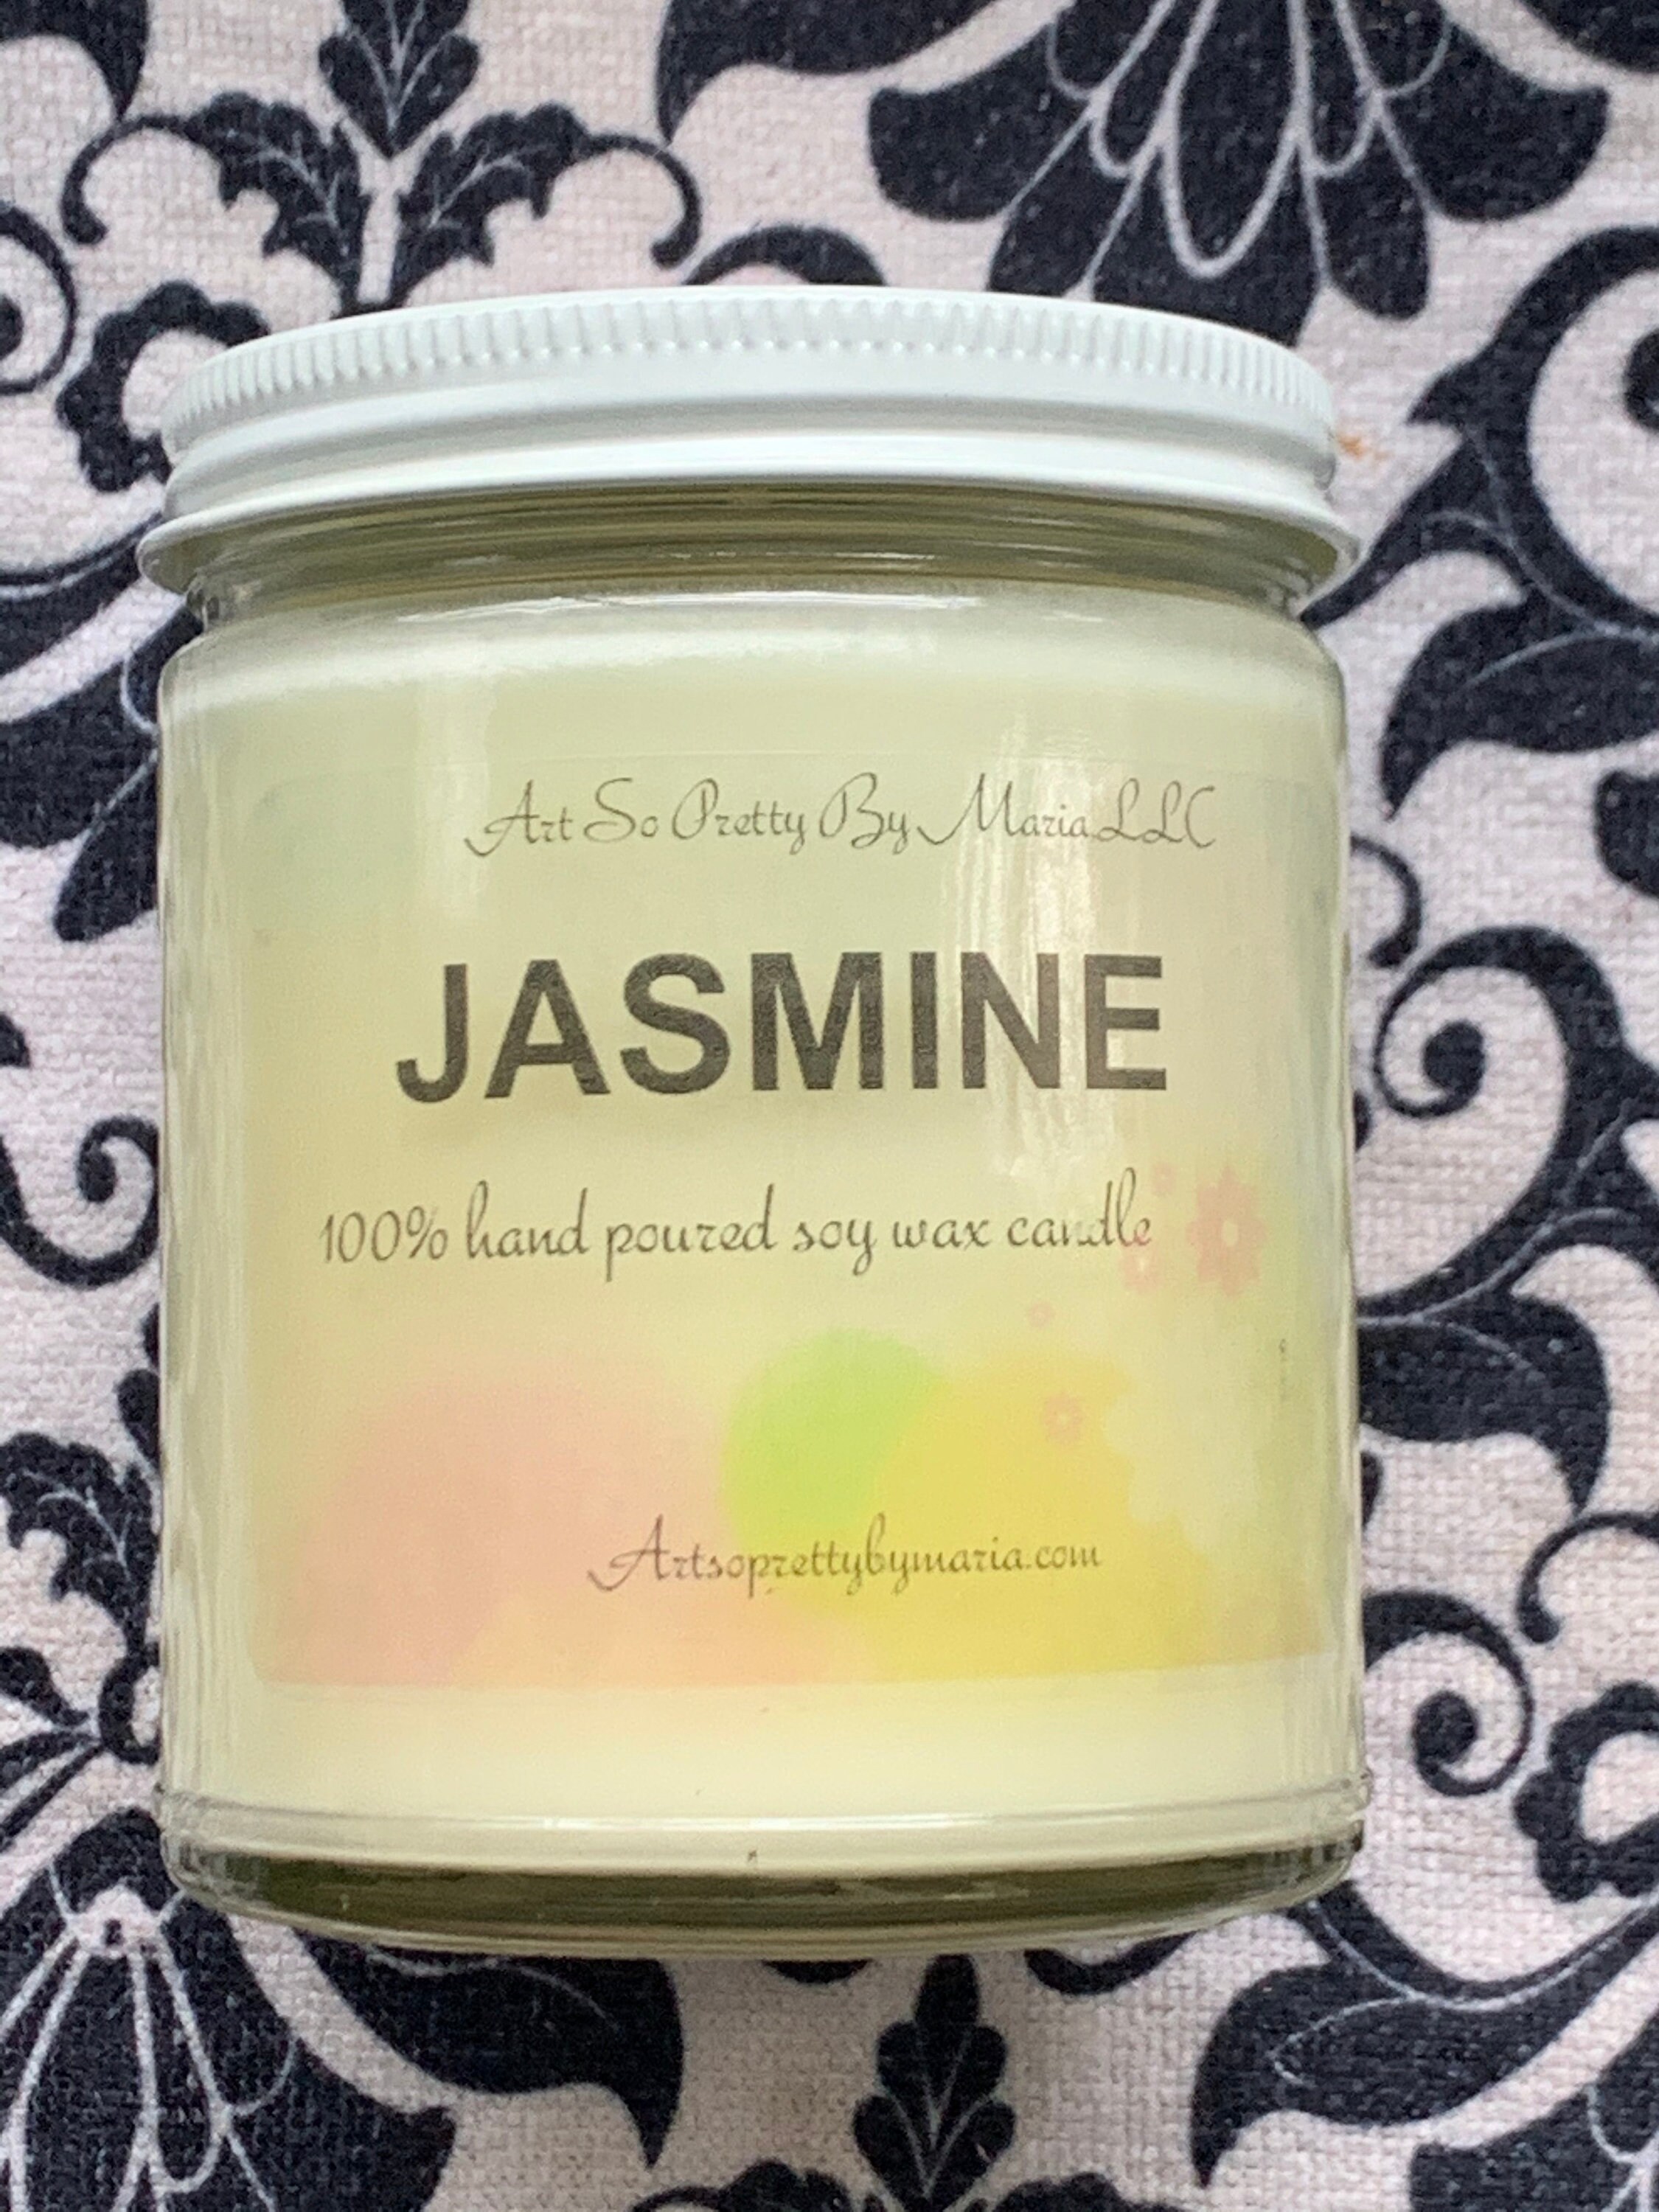 Art So Pretty By Maria LLC
JASMINE
100% hand poured soy wax candle
Artsoprettybymaria.com